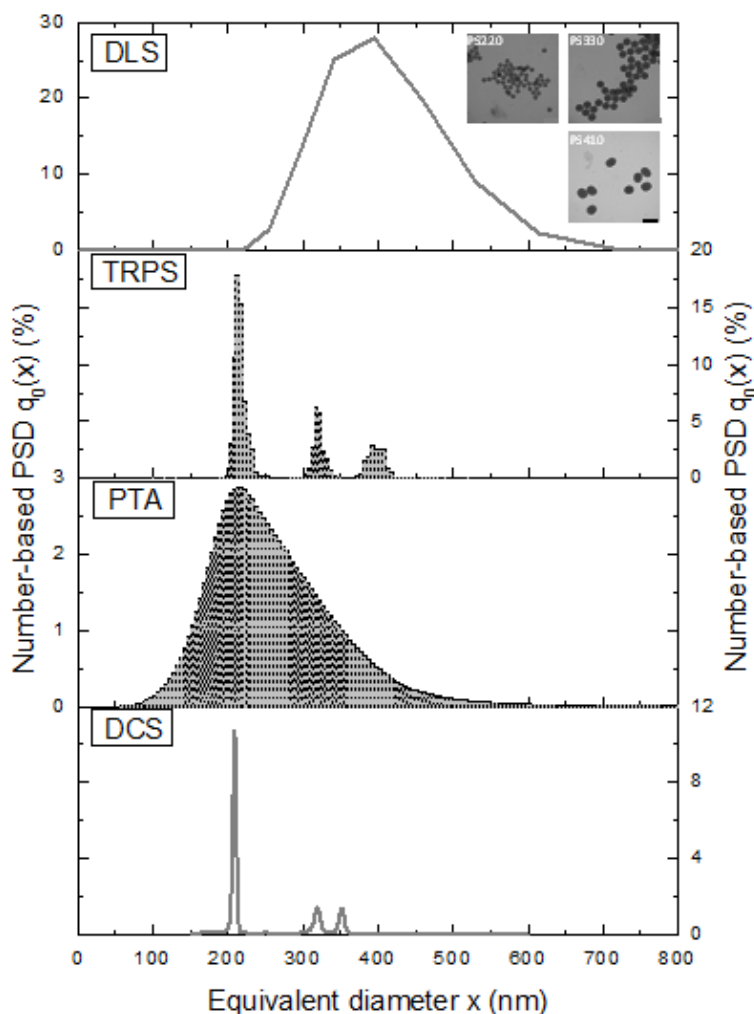 30
DLS
PS220
PS330
20
PS410
10
0
20
TRPS
15
10
5
3
0
PTA
2
1
0
12
DCS
8
4
0
Number-based PSD q0(x) (%)
Number-based PSD q0(x) (%)
0 100 200 300 400 500 600 700 800
Equivalent diameter x (nm)